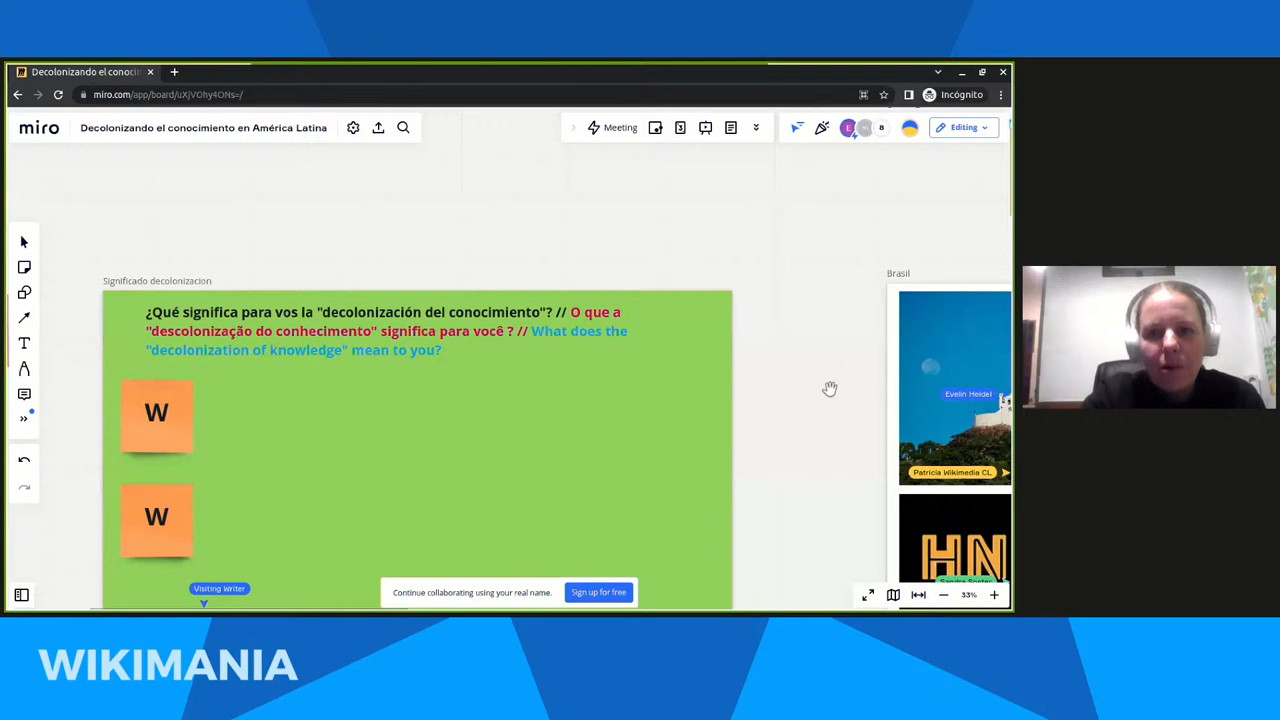 Decolonizando el conocim
miro.com/app/board/uXjVOhy4ONs=/
Incógnito
miro
Decolonizando el conocimiento en América Latina
Meeting
3
E
8
Editing
Significado decolonizacion
Brasil
¿Qué significa para vos la "decolonización del conocimiento"? // O que a
"descolonização do conhecimento" significa para você ? // What does the
"decolonization of knowledge" mean to you?
W
W
Evelin Heidel
Patricia Wikimedia CL
HN
Visiting Writer
Continue collaborating using your real name.
Sign up for free
33%
WIKIMANIA